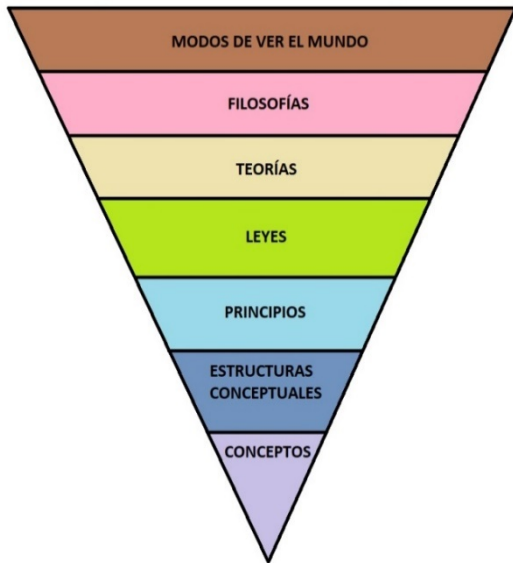 MODOS DE VER EL MUNDO
FILOSOFÍAS
TEORÍAS
LEYES
PRINCIPIOS
ESTRUCTURAS
CONCEPTUALES
CONCEPTOS